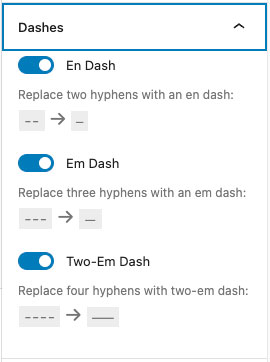 Dashes
En Dash
Replace two hyphens with an en dash:
-- → –
Em Dash
Replace three hyphens with an em dash:
--- → —
Two-Em Dash
Replace four hyphens with two-em dash:
---- → ⸺